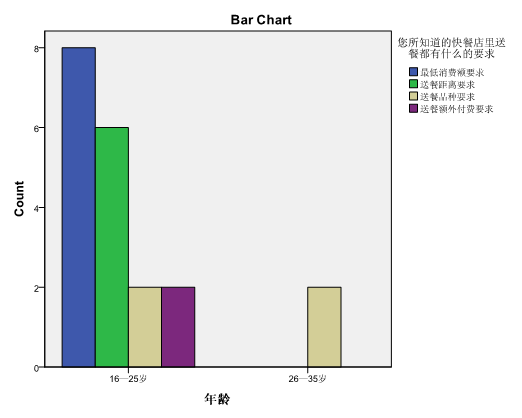 Bar Chart
您所知道的快餐店里送
餐都有什么的要求
最低消费额要求
送餐距离要求
送餐品种要求
送餐额外付费要求
Count
8
6
4
2
0
16—25岁
26—35岁
年龄